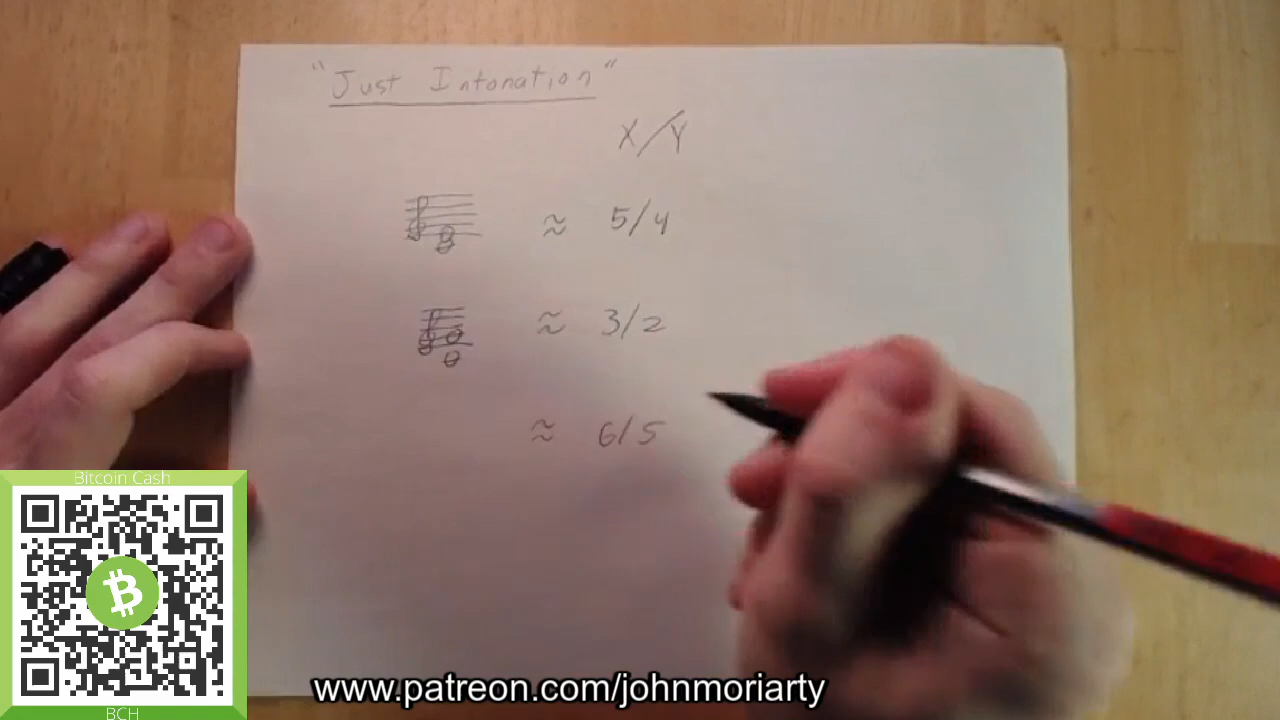 "Just Intonation"
X/Y
≈ 5/4
≈ 3/2
≈ 6/5
Bitcoin Cash
BCH
www.patreon.com/johnmoriarty